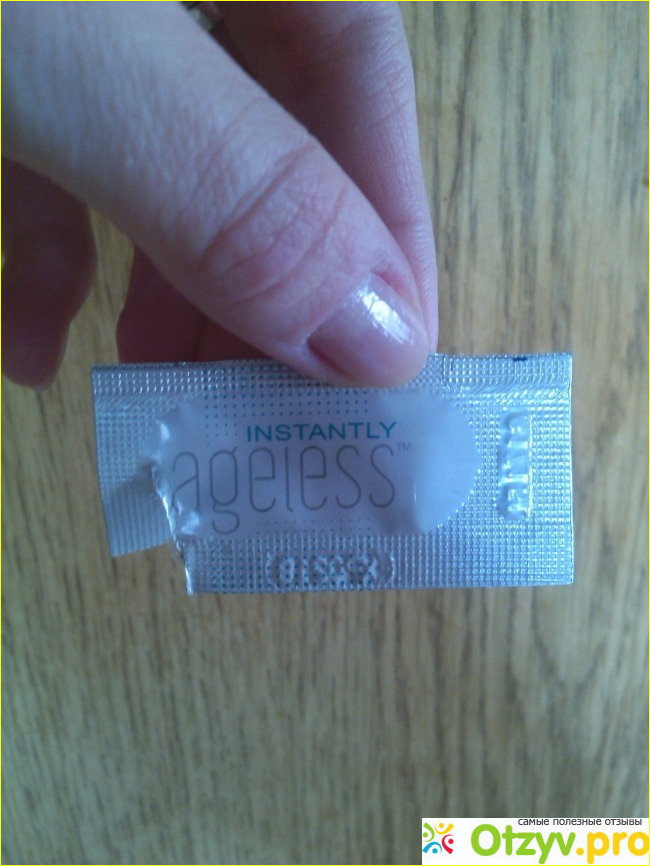 INSTANTLY
ageless™
самые полезные отзывы
Otzyv.pro